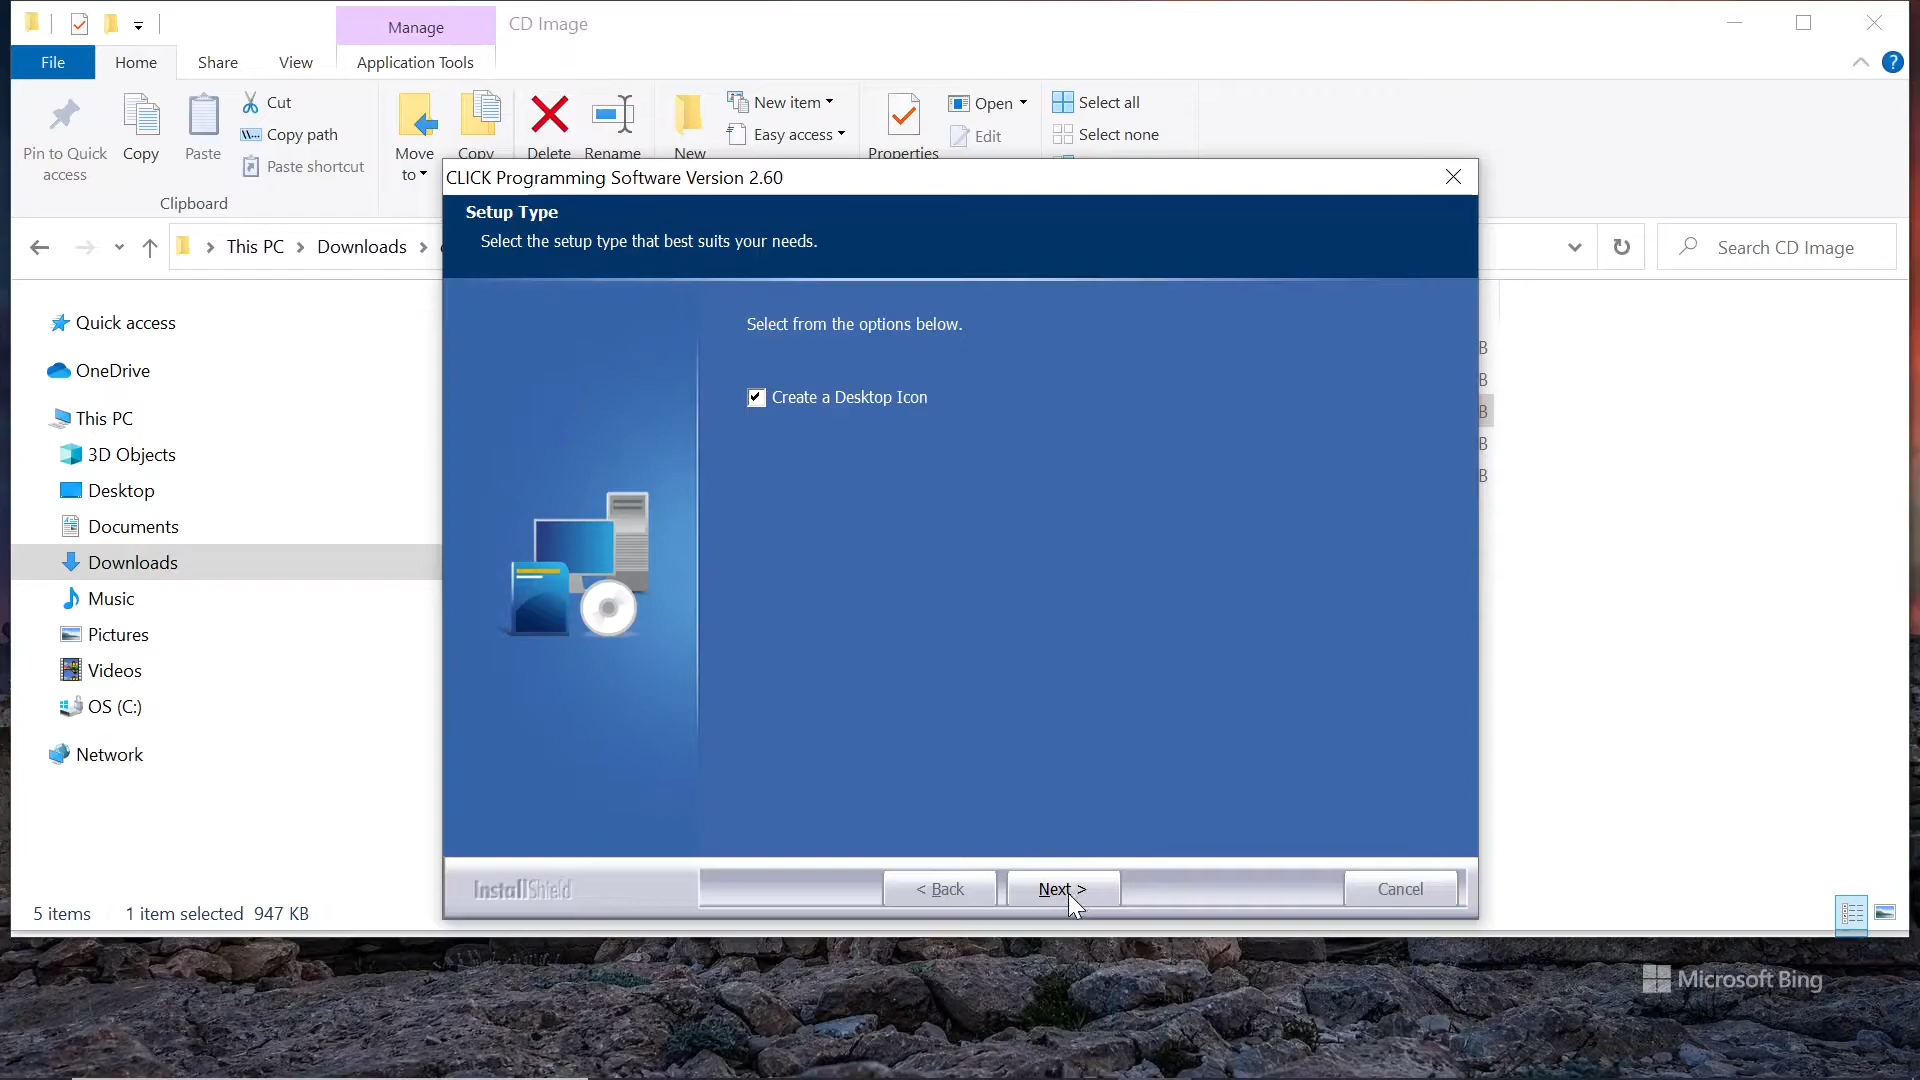 Manage
CD Image
File
Home
Share
View
Application Tools
Pin to Quick
access
Copy
Paste
Cut
Copy path
Paste shortcut
Clipboard
Move
to
Copy
Delete
Rename
New
New item
Easy access
Properties
Open
Edit
Select all
Select none
This PC
Downloads
Search CD Image
CLICK Programming Software Version 2.60
Setup Type
Select the setup type that best suits your needs.
Select from the options below.
Create a Desktop Icon
InstallShield
< Back
Next >
Cancel
Quick access
OneDrive
This PC
3D Objects
Desktop
Documents
Downloads
Music
Pictures
Videos
OS (C:)
Network
B
B
B
B
B
5 items
1 item selected 947 KB
Microsoft Bing